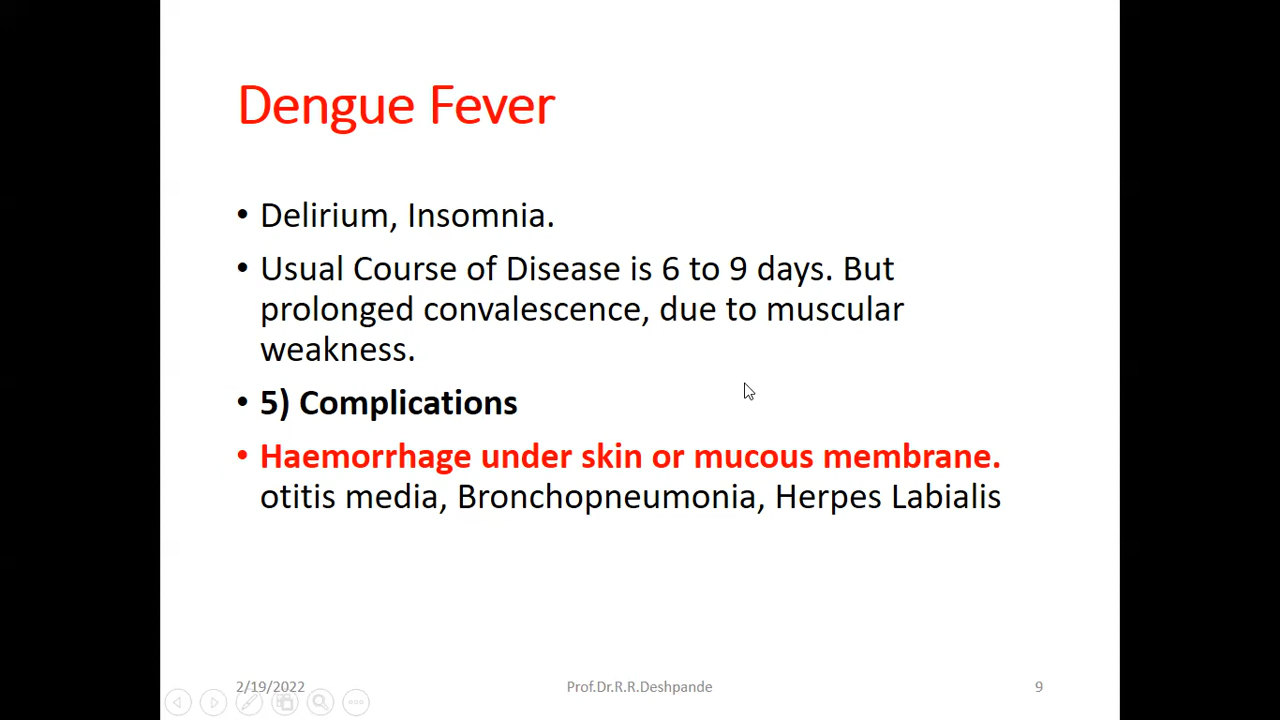 Dengue Fever
• Delirium, Insomnia.
• Usual Course of Disease is 6 to 9 days. But
prolonged convalescence, due to muscular
weakness.
• 5) Complications
• Haemorrhage under skin or mucous membrane.
otitis media, Bronchopneumonia, Herpes Labialis
2/19/2022 Prof.Dr.R.R.Deshpande 9